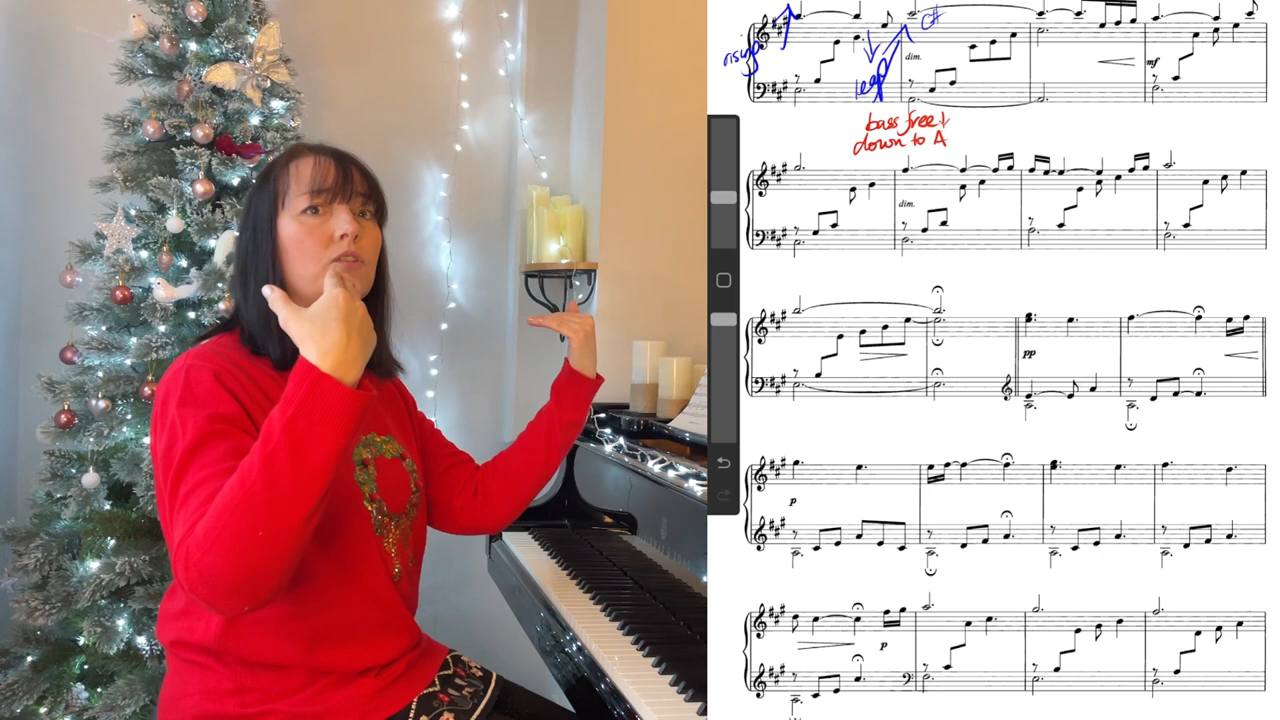 rising
leap
C#
dim.
mf
bass free ↓
down to A
dim.
pp
p
p